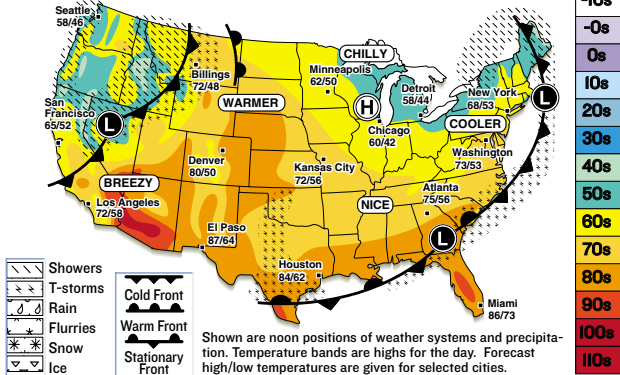 Seattle
58/46
Billings
72/48
San
Francisco
65/52
L
WARMER
Minneapolis
62/50
CHILLY
H
Detroit
58/44
Chicago
60/42
New York
68/53
L
COOLER
Washington
73/53
Denver
80/50
Kansas City
72/56
BREEZY
Los Angeles
72/58
NICE
Atlanta
75/56
El Paso
87/64
L
Houston
84/62
Miami
86/73
Showers
T-storms
Rain
Flurries
Snow
Ice
Cold Front
Warm Front
Stationary
Front
Shown are noon positions of weather systems and precipita-
tion. Temperature bands are highs for the day. Forecast
high/low temperatures are given for selected cities.
-10s
-0s
0s
10s
20s
30s
40s
50s
60s
70s
80s
90s
100s
110s